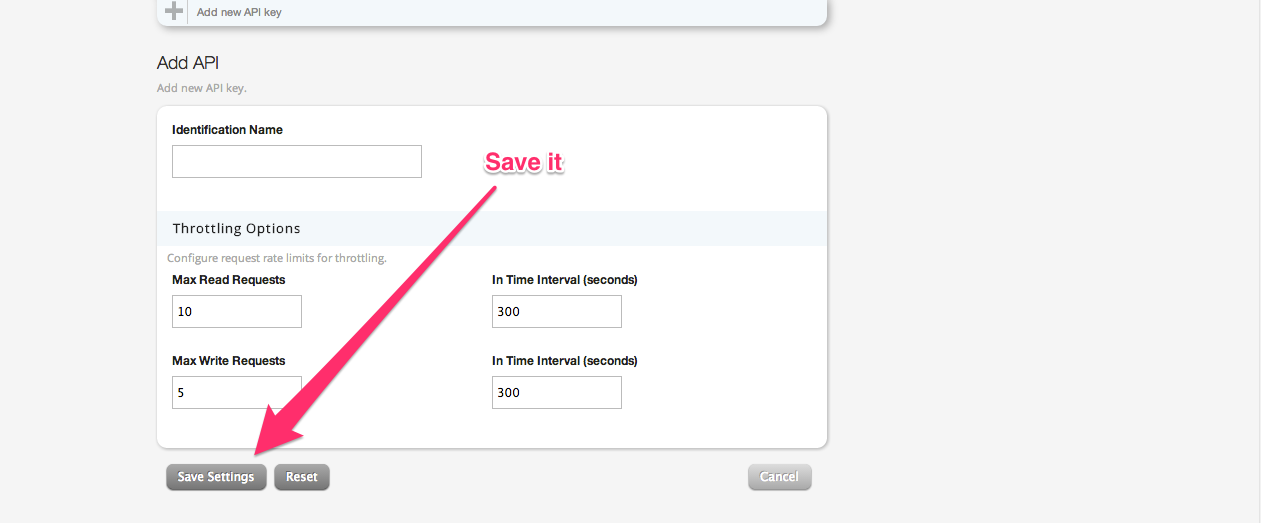 Add new API key
Add API
Add new API key.
Identification Name
Save it
Throttling Options
Configure request rate limits for throttling.
Max Read Requests In Time Interval (seconds)
10 300
Max Write Requests In Time Interval (seconds)
5 300
Save Settings Reset Cancel